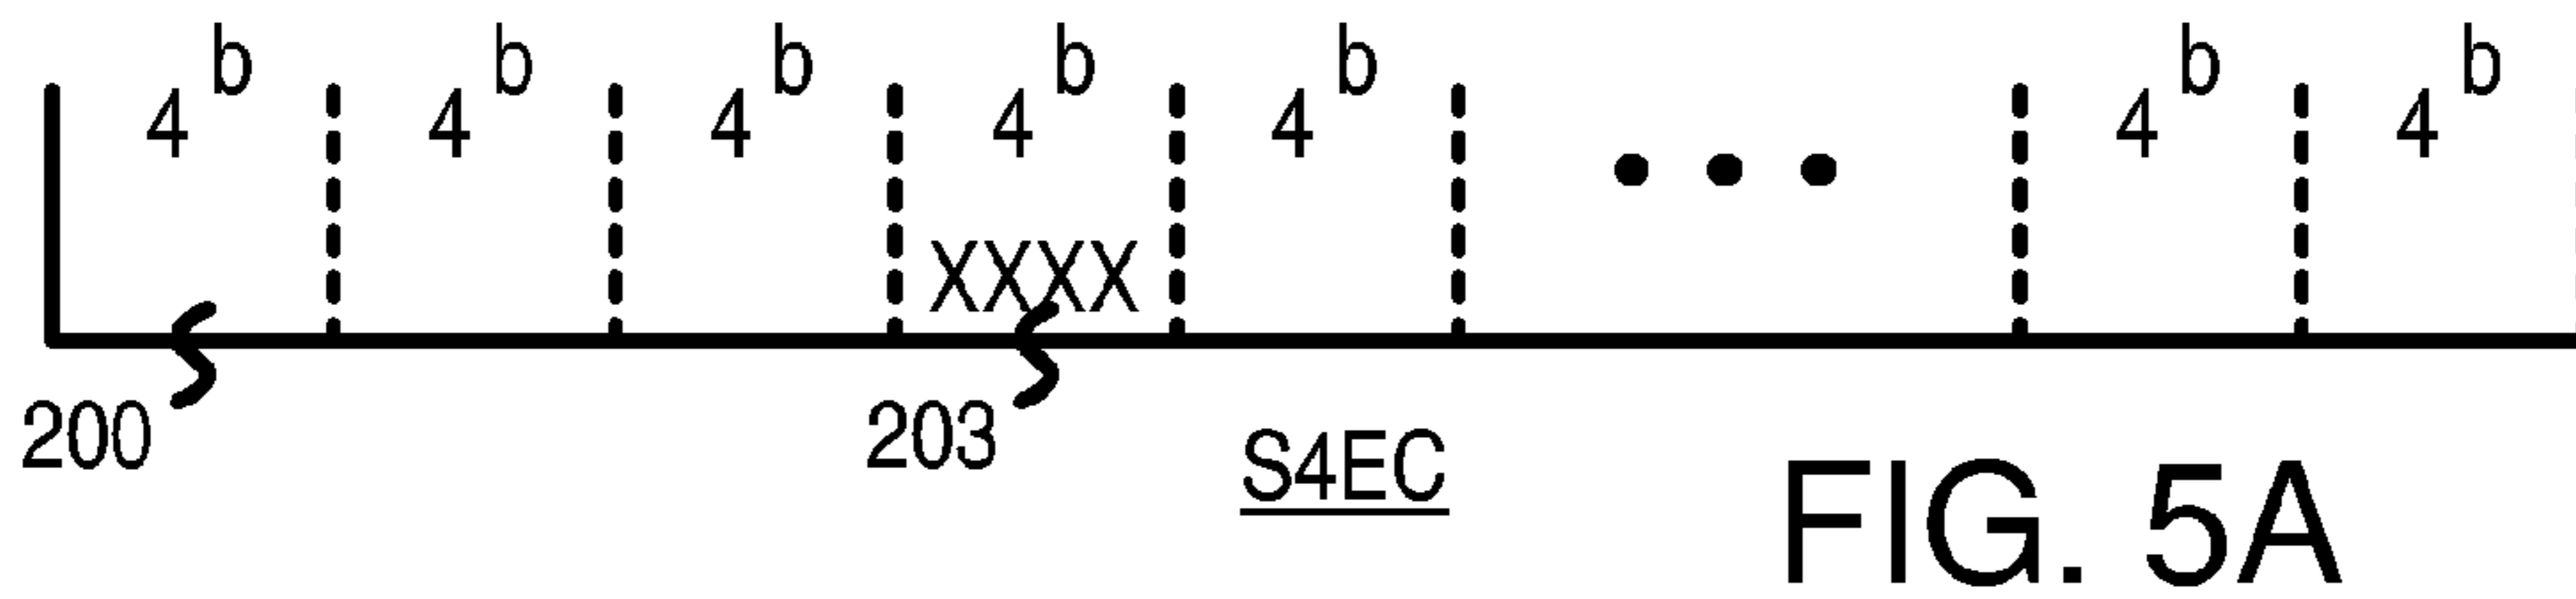 4^b 4^b 4^b 4^b 4^b • • • 4^b 4^b
XXXX
200 203 S4EC
FIG. 5A